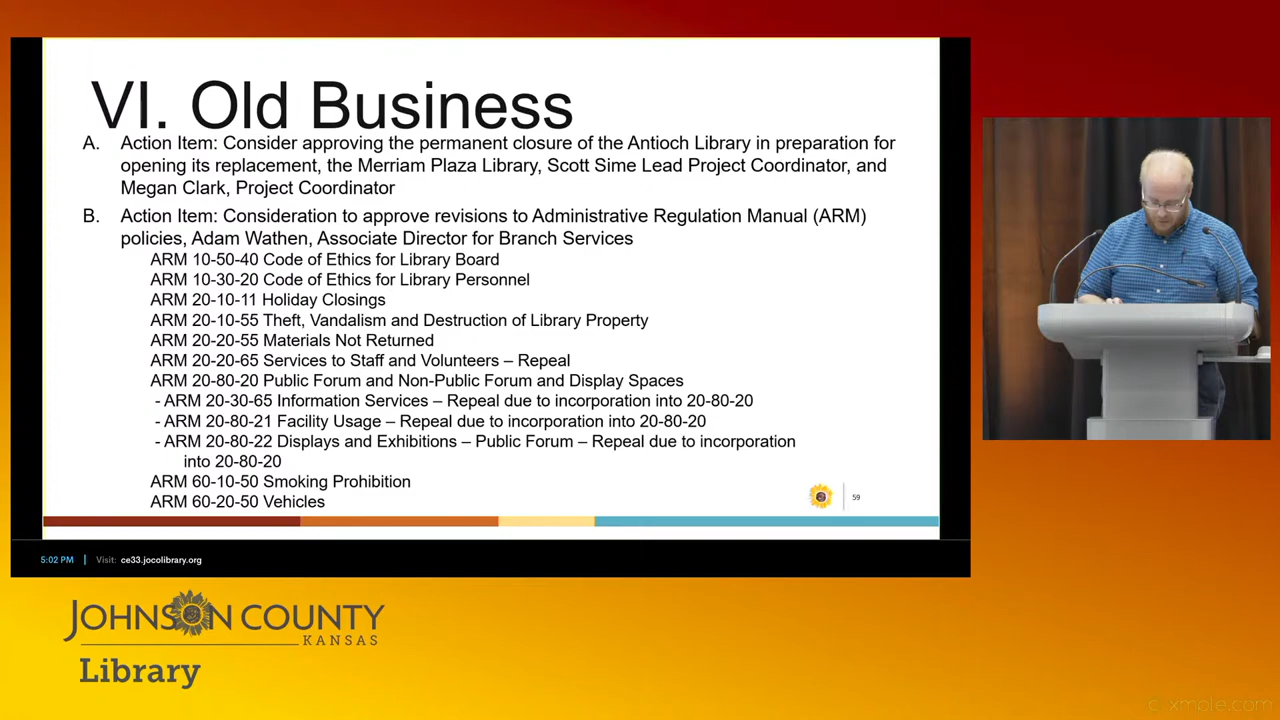 VI. Old Business
A. Action Item: Consider approving the permanent closure of the Antioch Library in preparation for
opening its replacement, the Merriam Plaza Library, Scott Sime Lead Project Coordinator, and
Megan Clark, Project Coordinator
B. Action Item: Consideration to approve revisions to Administrative Regulation Manual (ARM)
policies, Adam Wathen, Associate Director for Branch Services
ARM 10-50-40 Code of Ethics for Library Board
ARM 10-30-20 Code of Ethics for Library Personnel
ARM 20-10-11 Holiday Closings
ARM 20-10-55 Theft, Vandalism and Destruction of Library Property
ARM 20-20-55 Materials Not Returned
ARM 20-20-65 Services to Staff and Volunteers – Repeal
ARM 20-80-20 Public Forum and Non-Public Forum and Display Spaces
- ARM 20-30-65 Information Services – Repeal due to incorporation into 20-80-20
- ARM 20-80-21 Facility Usage – Repeal due to incorporation into 20-80-20
- ARM 20-80-22 Displays and Exhibitions – Public Forum – Repeal due to incorporation
into 20-80-20
ARM 60-10-50 Smoking Prohibition
ARM 60-20-50 Vehicles
59
5:02 PM | Visit: ce33.jocolibrary.org
JOHNSON COUNTY
KANSAS
Library